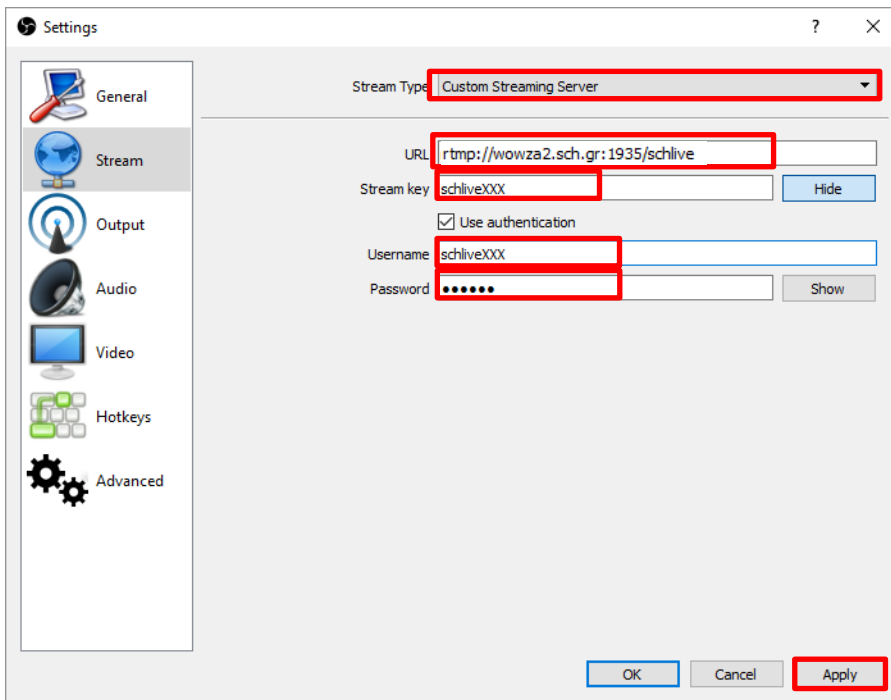 Settings
?
General
Stream
Output
Audio
Video
Hotkeys
Advanced
Stream Type Custom Streaming Server
URL rtmp://wowza2.sch.gr:1935/schlive
Stream key schliveXXX Hide
Use authentication
Username schliveXXX
Password ●●●●●● Show
OK Cancel Apply